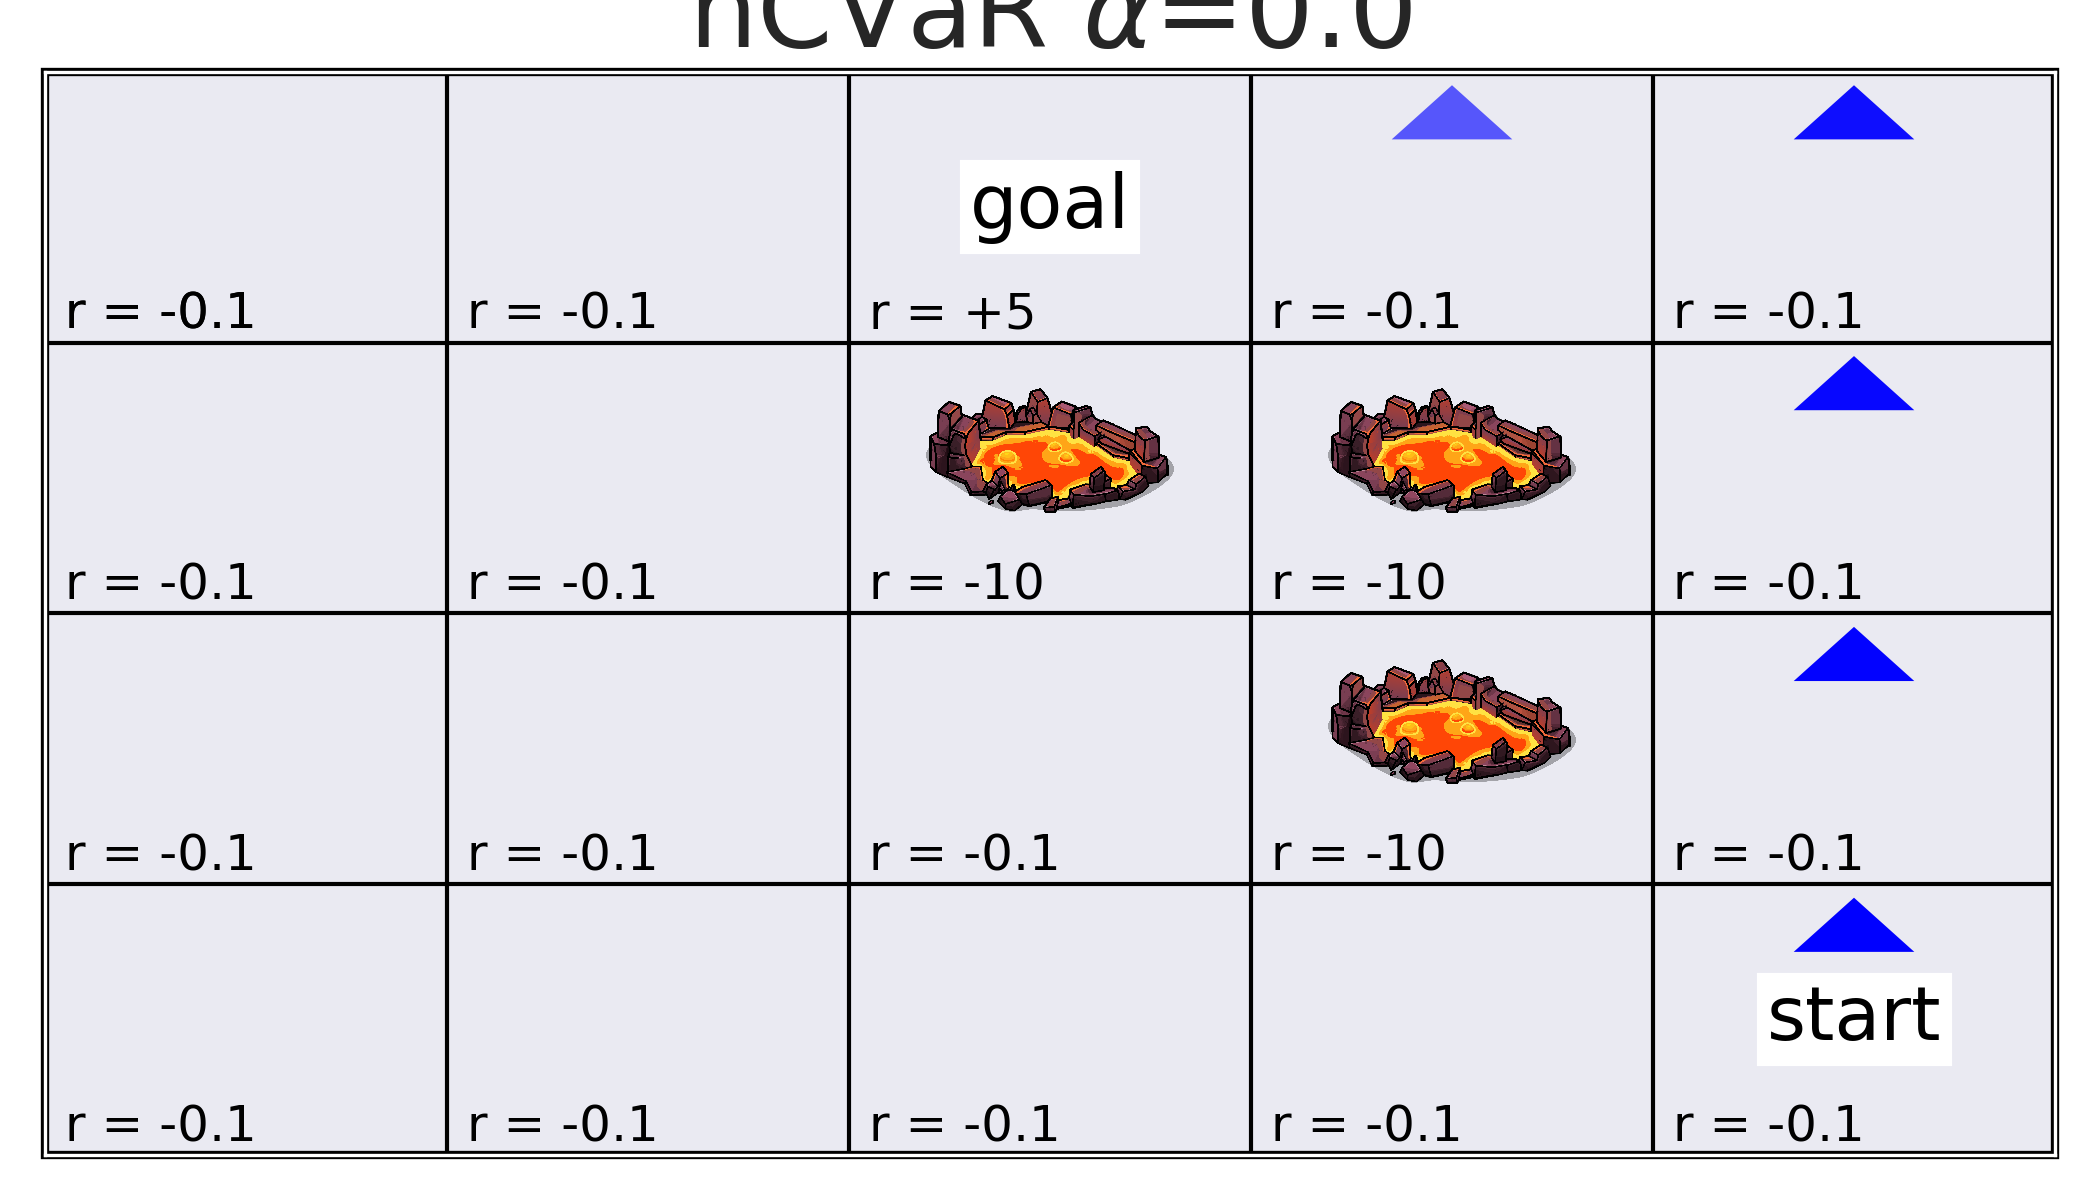 nCVaR α=0.0
goal
r = -0.1 r = -0.1 r = +5 r = -0.1 r = -0.1
r = -0.1 r = -0.1 r = -10 r = -10 r = -0.1
r = -0.1 r = -0.1 r = -0.1 r = -10 r = -0.1
start
r = -0.1 r = -0.1 r = -0.1 r = -0.1 r = -0.1